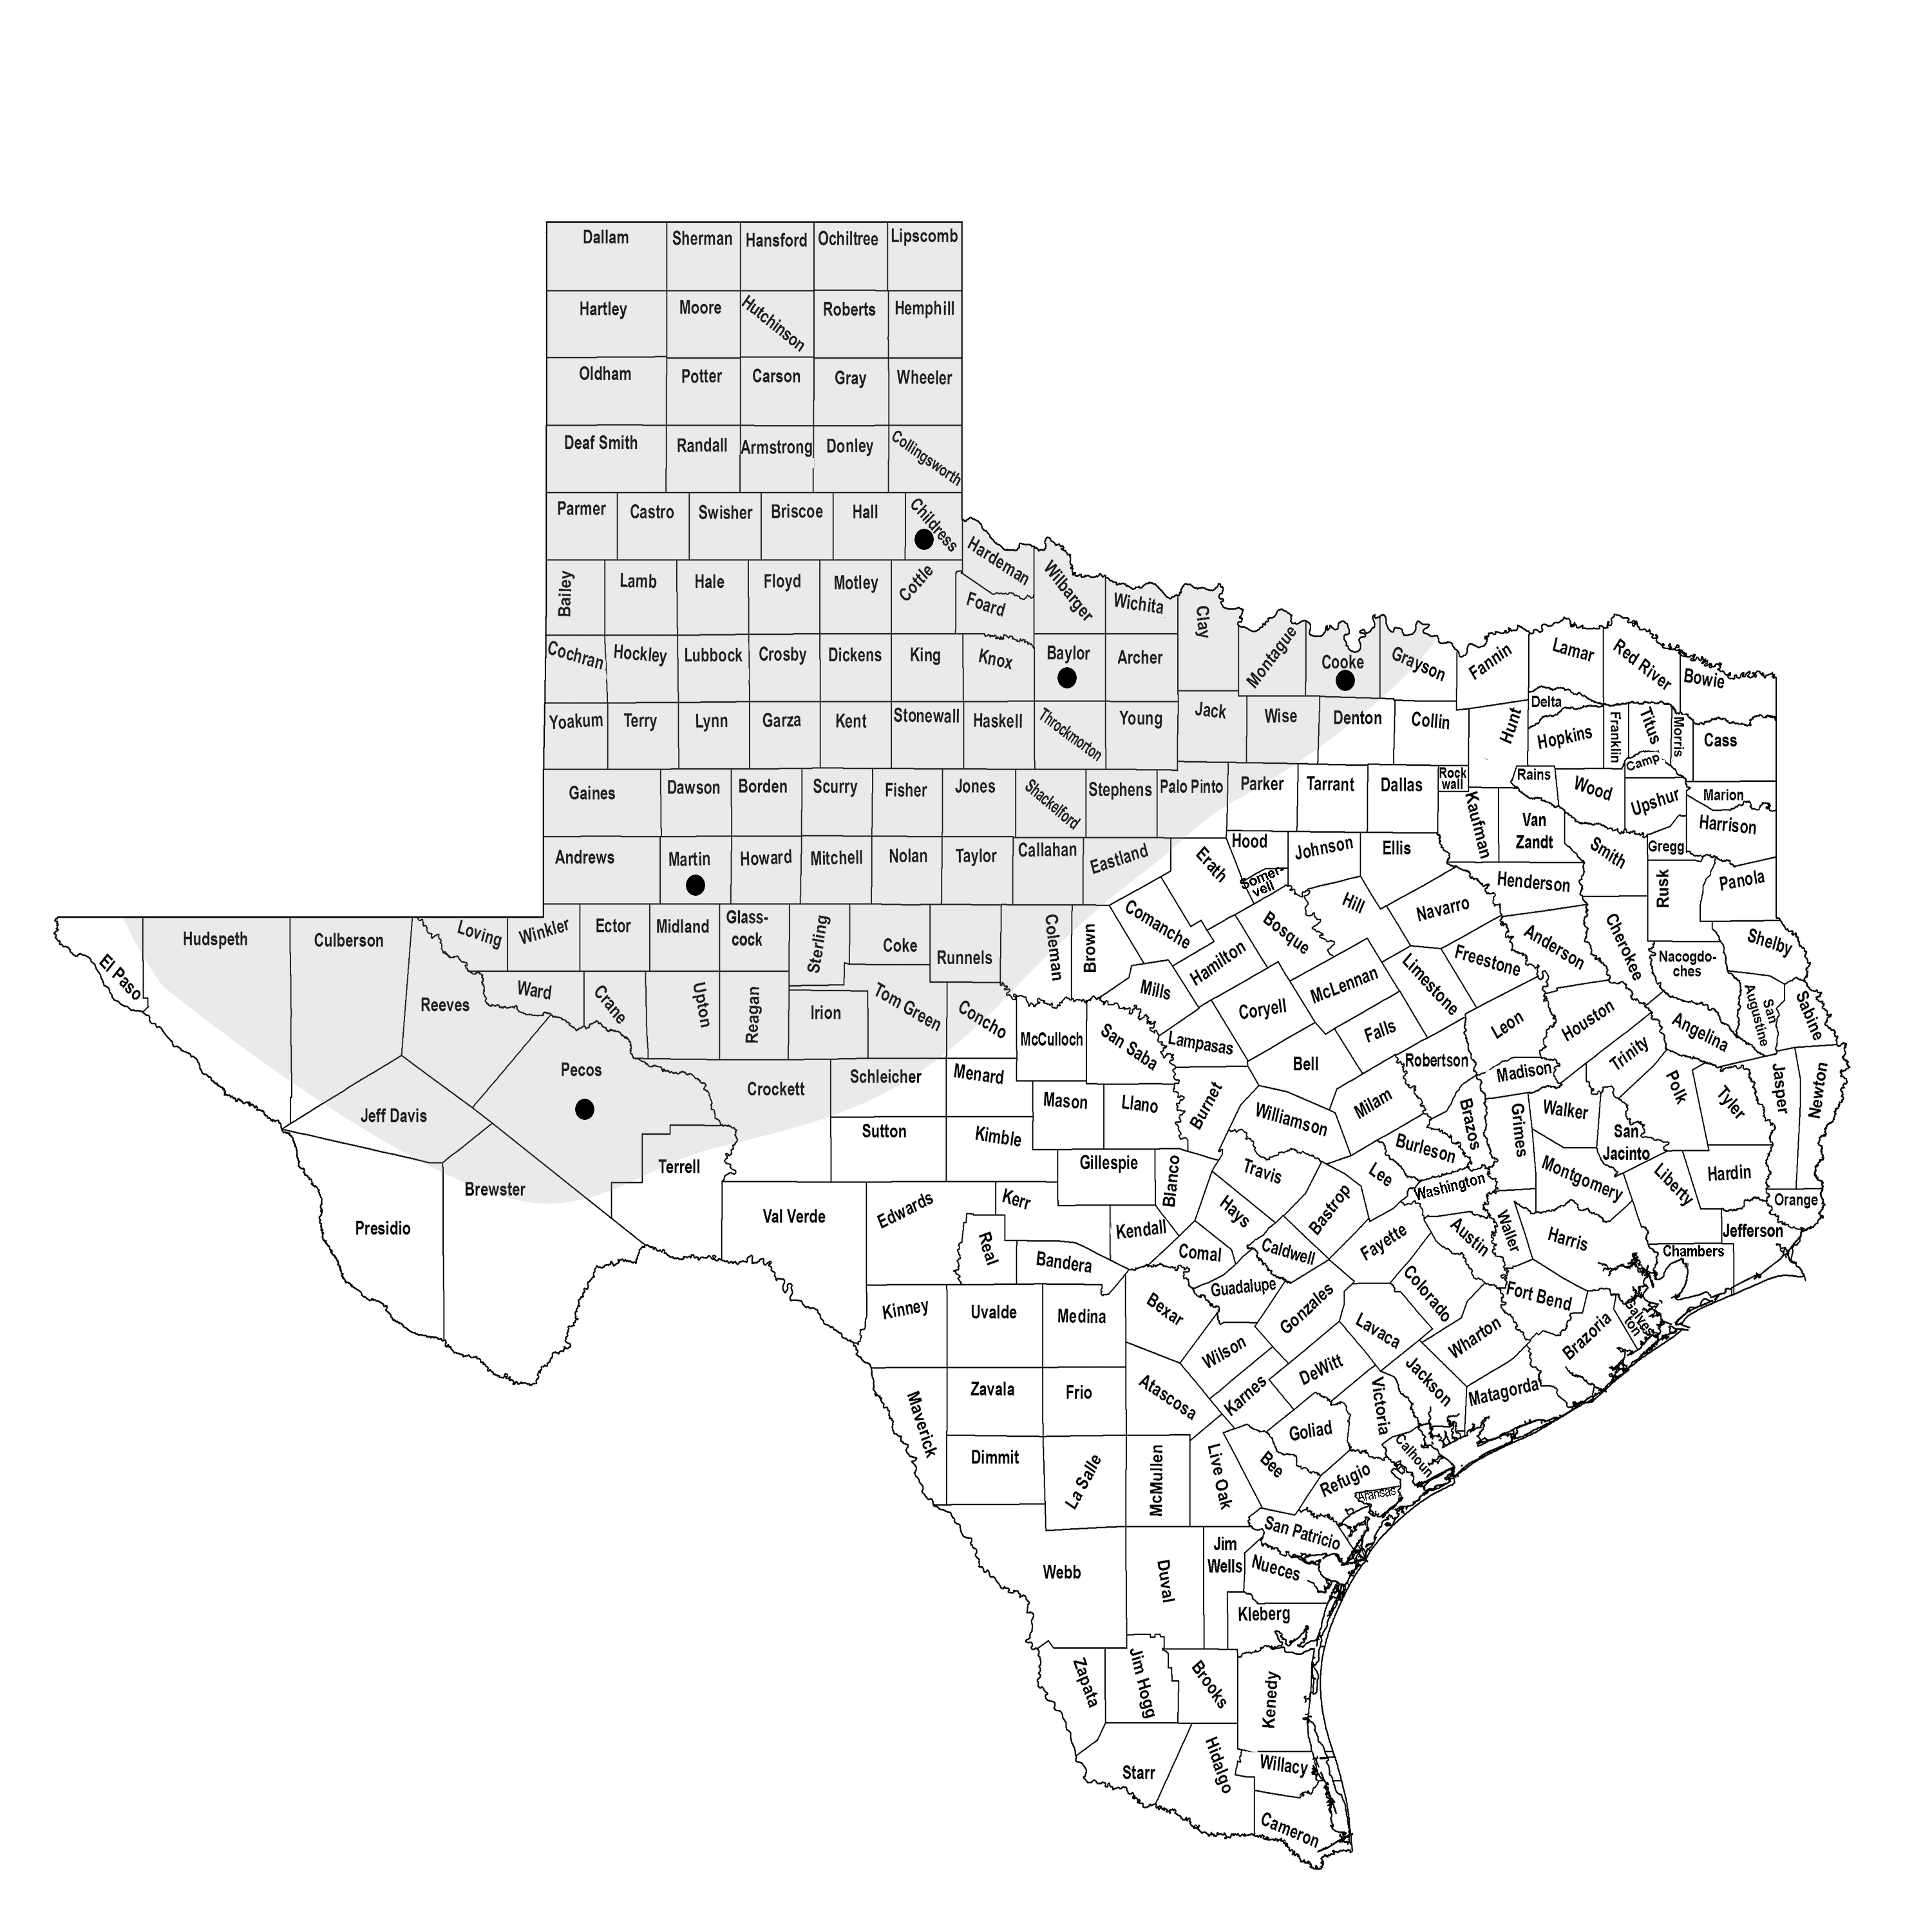 Dallam Sherman Hansford Ochiltree Lipscomb
Hartley Moore Hutchinson Roberts Hemphill
Oldham Potter Carson Gray Wheeler
Deaf Smith Randall Armstrong Donley Collingsworth
Parmer Castro Swisher Briscoe Hall Childress
Hardeman
Bailey Lamb Hale Floyd Motley Cottle Foard Wilbarger Wichita Clay
Cochran Hockley Lubbock Crosby Dickens King Knox Baylor Archer Montague Cooke Grayson Fannin Lamar Red River Bowie
Yoakum Terry Lynn Garza Kent Stonewall Haskell Throckmorton Young Jack Wise Denton Collin Hunt Delta Hopkins Franklin Titus Morris Cass
Camp
Gaines Dawson Borden Scurry Fisher Jones Shackelford Stephens Palo Pinto Parker Tarrant Dallas Rock
wall
Kaufman Rains Wood Upshur Marion
Van
Zandt
Harrison
Andrews Martin Howard Mitchell Nolan Taylor Callahan Eastland Erath Hood Johnson Ellis Smith Gregg
Somer-
vell
Henderson Rusk Panola
El Paso Hudspeth Culberson Loving Winkler Ector Midland Glass-
cock
Sterling Coke Runnels Coleman Brown Comanche Hamilton Bosque Hill Navarro Freestone Anderson Cherokee Nacogdo-
ches
Shelby
Reeves Ward Crane Upton Reagan Irion Tom Green Concho Mills Coryell McLennan Limestone Leon Houston Angelina San
Augustine
Sabine
McCulloch San Saba Lampasas Bell Falls Robertson Madison Trinity Polk Tyler Jasper Newton
Jeff Davis Pecos Crockett Schleicher Menard Mason Llano Burnet Williamson Milam Brazos Grimes Walker San
Jacinto
Sutton Kimble Burleson
Presidio Brewster Terrell Val Verde Edwards Kerr Gillespie Blanco Travis Lee Washington Montgomery Liberty Hardin Orange
Real Kendall Hays Bastrop Fayette Austin Waller Harris Chambers Jefferson
Bandera Comal Caldwell
Guadalupe Colorado Fort Bend
Kinney Uvalde Medina Bexar Gonzales Lavaca Wharton Brazoria Galves-
ton
Wilson
Maverick Zavala Frio Atascosa Karnes DeWitt Victoria Jackson Matagorda
Dimmit La Salle McMullen Live Oak Bee Goliad Calhoun
Refugio
Aransas
San Patricio
Webb Duval Jim
Wells
Nueces
Kleberg
Zapata Jim Hogg Brooks Kenedy
Starr Hidalgo Willacy
Cameron